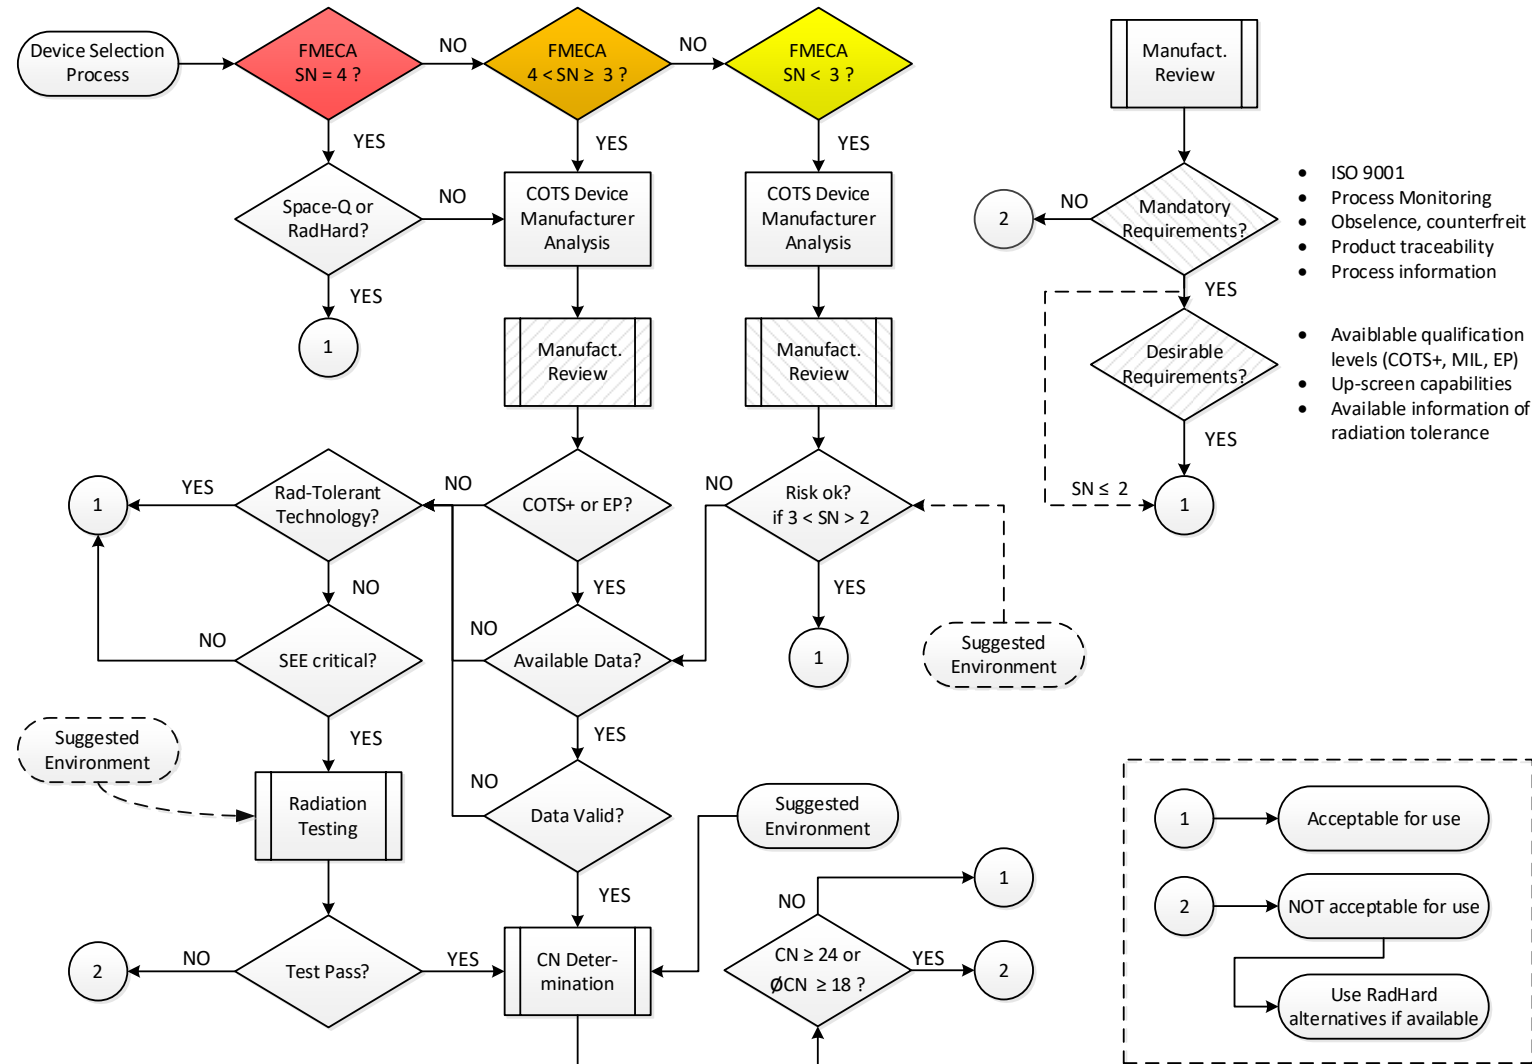 Device Selection
Process
FMECA
SN = 4 ?
NO
FMECA
4 < SN ≥ 3 ?
NO
FMECA
SN < 3 ?
YES
YES
YES
Space-Q or
RadHard?
NO
COTS Device
Manufacturer
Analysis
COTS Device
Manufacturer
Analysis
YES
1
Manufact.
Review
Manufact.
Review
Rad-Tolerant
Technology?
YES
1
NO
COTS+ or EP?
NO
Risk ok?
if 3 < SN > 2
NO
YES
YES
SEE critical?
NO
Available Data?
NO
1
Suggested
Environment
YES
YES
Suggested
Environment
Radiation
Testing
NO
Data Valid?
Suggested
Environment
YES
Test Pass?
NO
2
YES
CN Deter-
mination
CN ≥ 24 or
ØCN ≥ 18 ?
NO
1
YES
2
Manufact.
Review
Mandatory
Requirements?
NO
2
• ISO 9001
• Process Monitoring
• Obselence, counterfreit
• Product traceability
• Process information
YES
Desirable
Requirements?
• Avaiblable qualification
levels (COTS+, MIL, EP)
• Up-screen capabilities
• Available information of
radiation tolerance
YES
SN ≤ 2
1
1
Acceptable for use
2
NOT acceptable for use
Use RadHard
alternatives if available